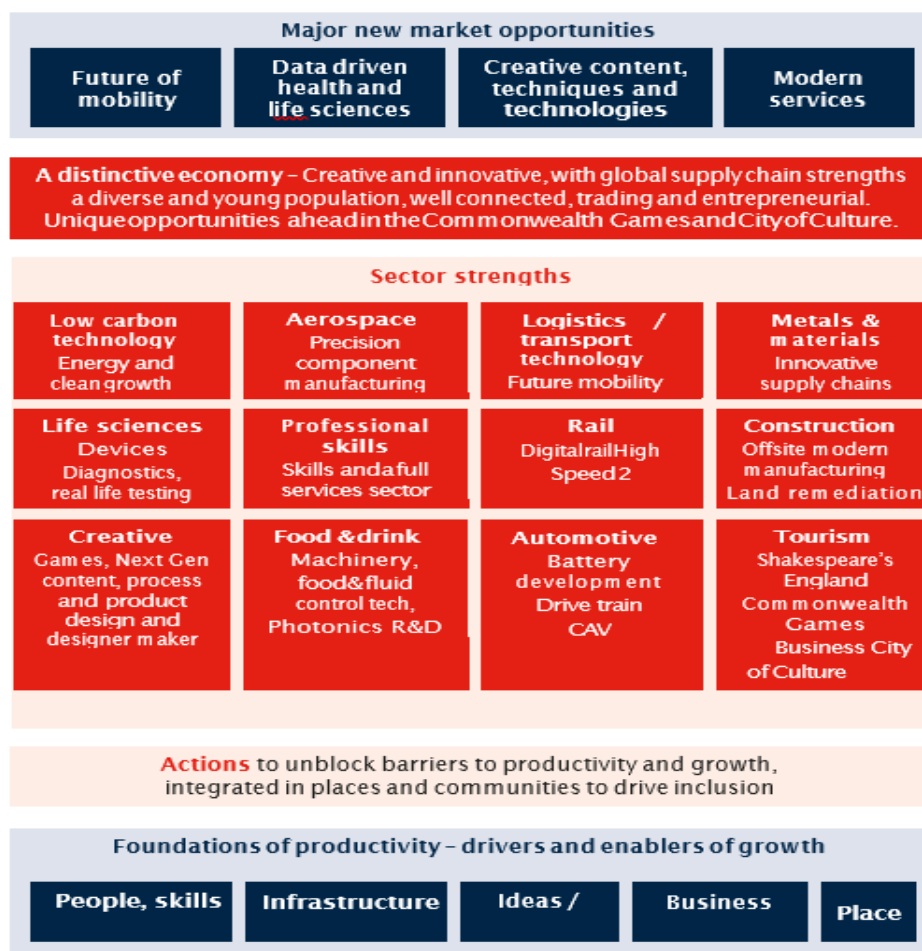 Major new market opportunities
Future of
mobility
Data driven
health and
life sciences
Creative content,
techniques and
technologies
Modern
services
A distinctive economy – Creative and innovative, with global supply chain strengths
a diverse and young population, well connected, trading and entrepreneurial.
Unique opportunities ahead in the Commonwealth Games and City of Culture.
Sector strengths
Low carbon
technology
Energy and
clean growth
Aerospace
Precision
component
manufacturing
Logistics /
transport
technology
Future mobility
Metals &
materials
Innovative
supply chains
Life sciences
Devices
Diagnostics,
real life testing
Professional
skills
Skills and a full
services sector
Rail
Digital rail High
Speed 2
Construction
Offsite modern
manufacturing
Land remediation
Creative
Games, Next Gen
content, process
and product
design and
designer maker
Food & drink
Machinery,
food & fluid
control tech,
Photonics R&D
Automotive
Battery
development
Drive train
CAV
Tourism
Shakespeare's
England
Commonwealth
Games
Business City
of Culture
Actions to unblock barriers to productivity and growth,
integrated in places and communities to drive inclusion
Foundations of productivity – drivers and enablers of growth
People, skills
Infrastructure
Ideas /
Business
Place